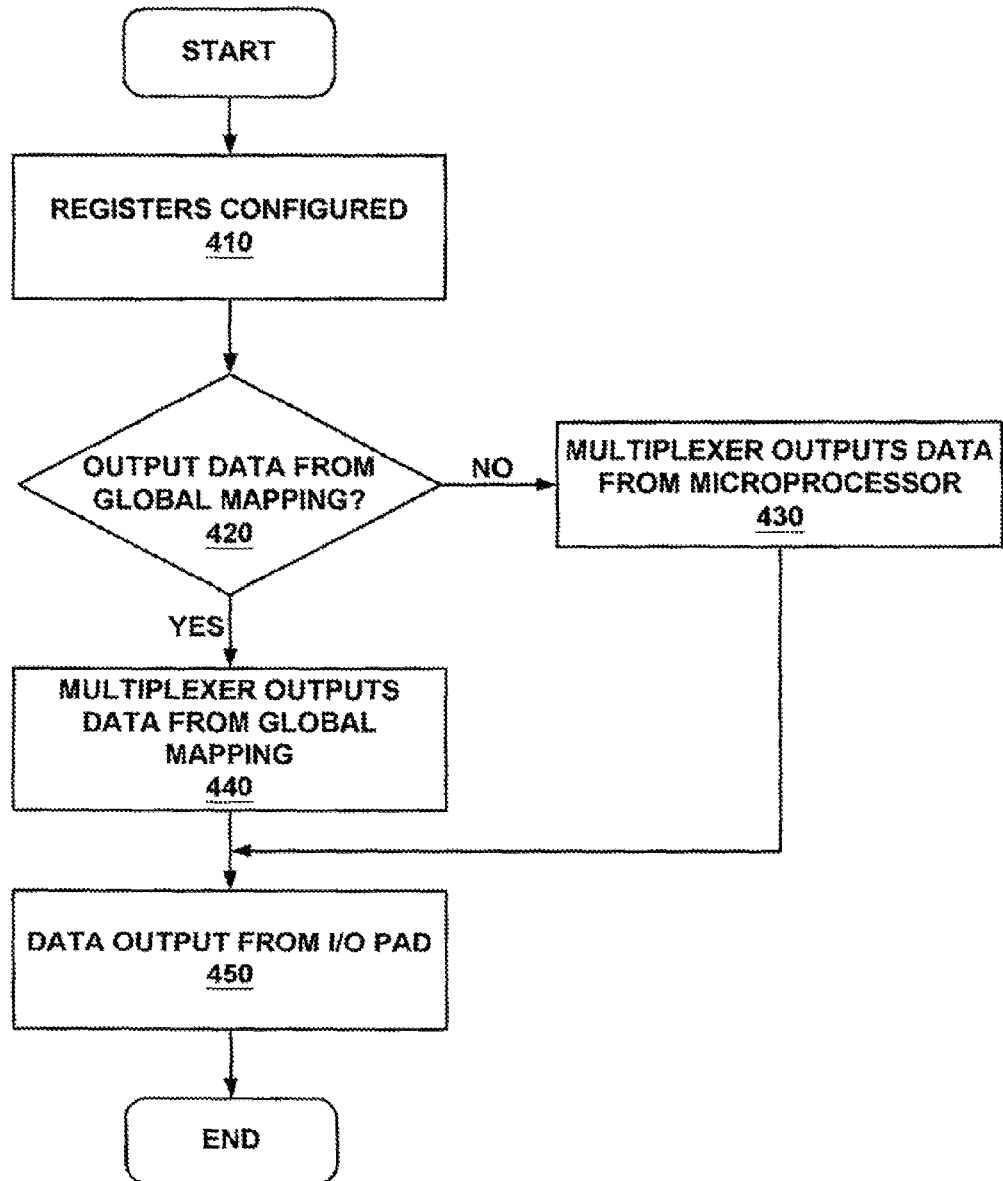 START
REGISTERS CONFIGURED
410
OUTPUT DATA FROM
GLOBAL MAPPING?
420
NO
MULTIPLEXER OUTPUTS DATA
FROM MICROPROCESSOR
430
YES
MULTIPLEXER OUTPUTS
DATA FROM GLOBAL
MAPPING
440
DATA OUTPUT FROM I/O PAD
450
END